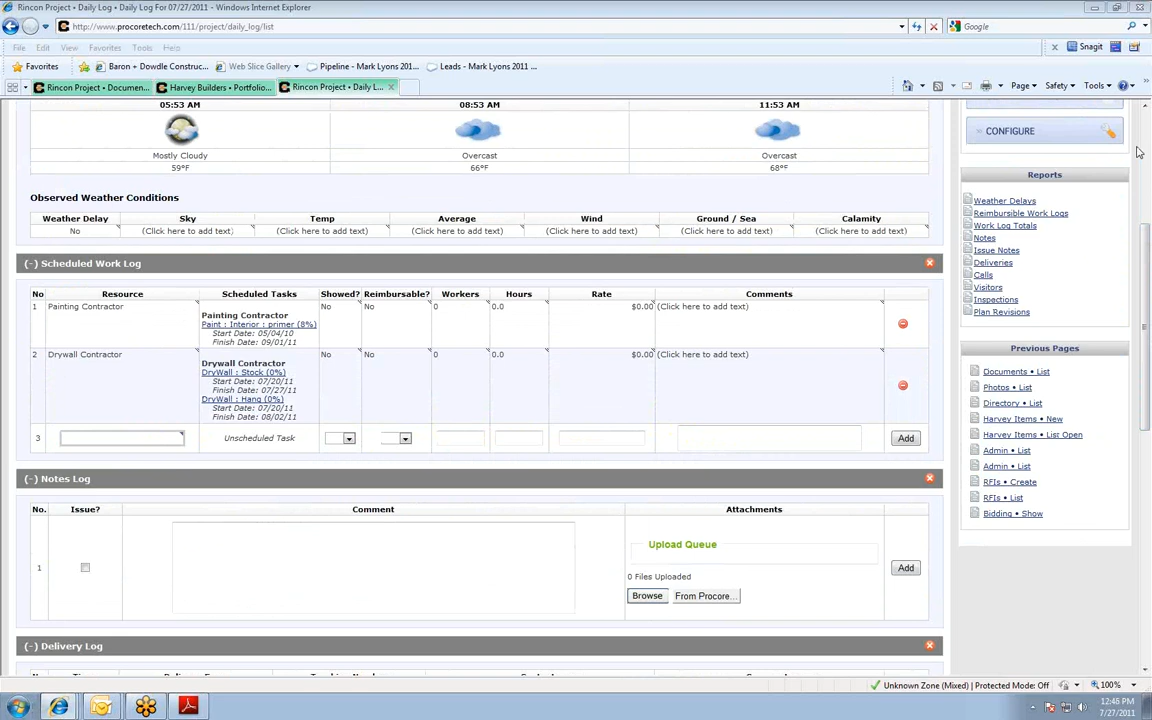 Rincon Project • Daily Log • Daily Log For 07/27/2011 - Windows Internet Explorer
http://www.procoretech.com/111/project/daily_log/list
Google
File Edit View Favorites Tools Help
x Snagit
Favorites Baron + Dowdle Construc... Web Slice Gallery Pipeline - Mark Lyons 201... Leads - Mark Lyons 2011 ...
Rincon Project • Documen... Harvey Builders • Portfolio... Rincon Project • Daily L... x
Page Safety Tools
05:53 AM 08:53 AM 11:53 AM
Mostly Cloudy Overcast Overcast
59°F 66°F 68°F
Observed Weather Conditions
Weather Delay Sky Temp Average Wind Ground / Sea Calamity
No (Click here to add text) (Click here to add text) (Click here to add text) (Click here to add text) (Click here to add text) (Click here to add text)
(-) Scheduled Work Log
No Resource Scheduled Tasks Showed? Reimbursable? Workers Hours Rate Comments
1 Painting Contractor No No 0 0.0 $0.00 (Click here to add text)
Painting Contractor
Paint : Interior : primer (8%)
Start Date: 05/04/10
Finish Date: 09/01/11
2 Drywall Contractor No No 0 0.0 $0.00 (Click here to add text)
Drywall Contractor
DryWall : Stock (0%)
Start Date: 07/20/11
Finish Date: 07/27/11
DryWall : Hang (0%)
Start Date: 07/20/11
Finish Date: 08/02/11
3 Unscheduled Task Add
(-) Notes Log
No. Issue? Comment Attachments
Upload Queue
1 Add
0 Files Uploaded
Browse From Procore...
(-) Delivery Log
CONFIGURE
Reports
Weather Delays
Reimbursible Work Logs
Work Log Totals
Notes
Issue Notes
Deliveries
Calls
Visitors
Inspections
Plan Revisions
Previous Pages
Documents • List
Photos • List
Directory • List
Harvey Items • New
Harvey Items • List Open
Admin • List
Admin • List
RFIs • Create
RFIs • List
Bidding • Show
Unknown Zone (Mixed) | Protected Mode: Off 100%
12:46 PM
7/27/2011